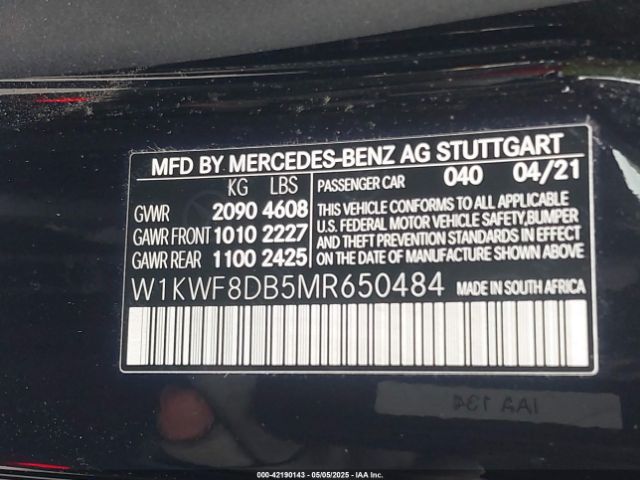 MFD BY MERCEDES-BENZ AG STUTTGART
KG LBS
GVWR 2090 4608
GAWR FRONT 1010 2227
GAWR REAR 1100 2425
PASSENGER CAR 040 04/21
THIS VEHICLE CONFORMS TO ALL APPLICABLE
U.S. FEDERAL MOTOR VEHICLE SAFETY, BUMPER
AND THEFT PREVENTION STANDARDS IN EFFECT
ON THE DATE OF MANUFACTURE SHOWN ABOVE.
W1KWF8DB5MR650484 MADE IN SOUTH AFRICA
000-42190143 - 05/05/2025 - IAA Inc.